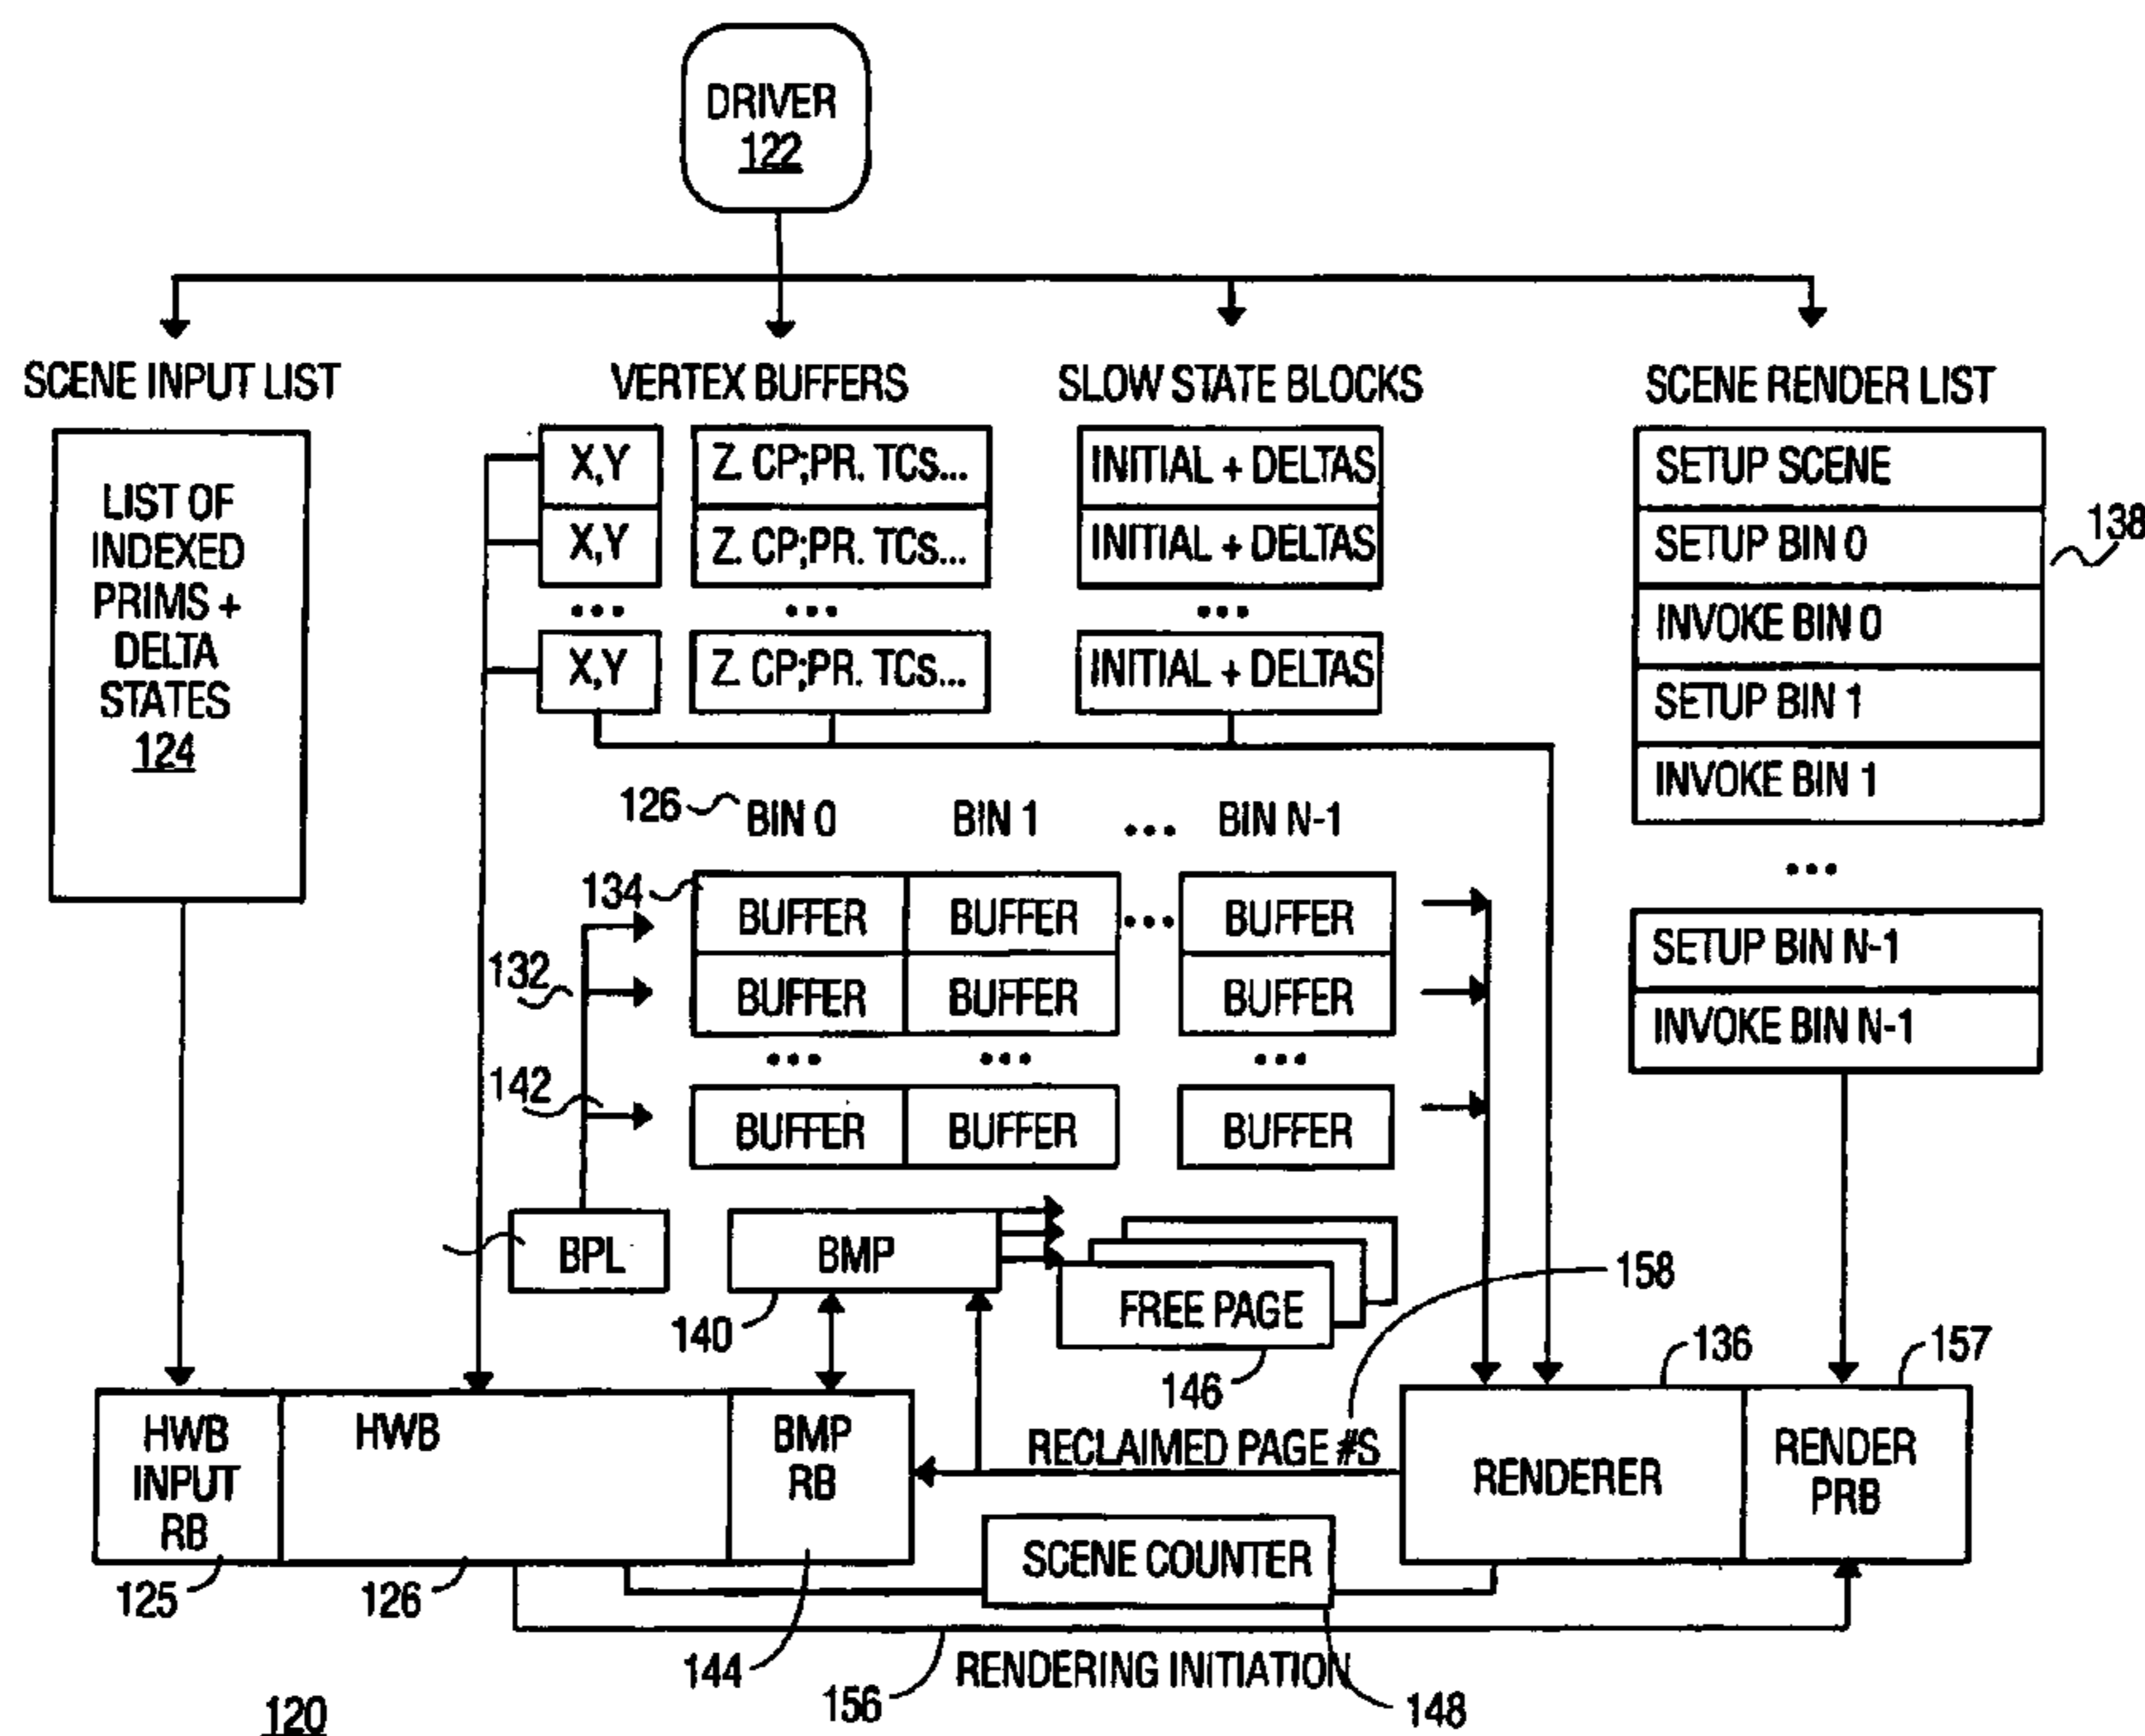 DRIVER
122
SCENE INPUT LIST
VERTEX BUFFERS
SLOW STATE BLOCKS
SCENE RENDER LIST
LIST OF
INDEXED
PRIMS +
DELTA
STATES
124
X,Y
Z. CP;PR. TCs...
INITIAL + DELTAS
X,Y
Z. CP;PR. TCs...
INITIAL + DELTAS
...
...
...
X,Y
Z. CP;PR. TCs...
INITIAL + DELTAS
SETUP SCENE
SETUP BIN 0
INVOKE BIN 0
SETUP BIN 1
INVOKE BIN 1
...
SETUP BIN N-1
INVOKE BIN N-1
138
126
BIN 0
BIN 1
...
BIN N-1
134
BUFFER
BUFFER
...
BUFFER
132
BUFFER
BUFFER
BUFFER
...
...
...
142
BUFFER
BUFFER
BUFFER
BPL
BMP
140
FREE PAGE
146
158
136
157
HWB
INPUT
RB
HWB
BMP
RB
RECLAIMED PAGE #S
RENDERER
RENDER
PRB
SCENE COUNTER
125
126
144
156
RENDERING INITIATION
148
120